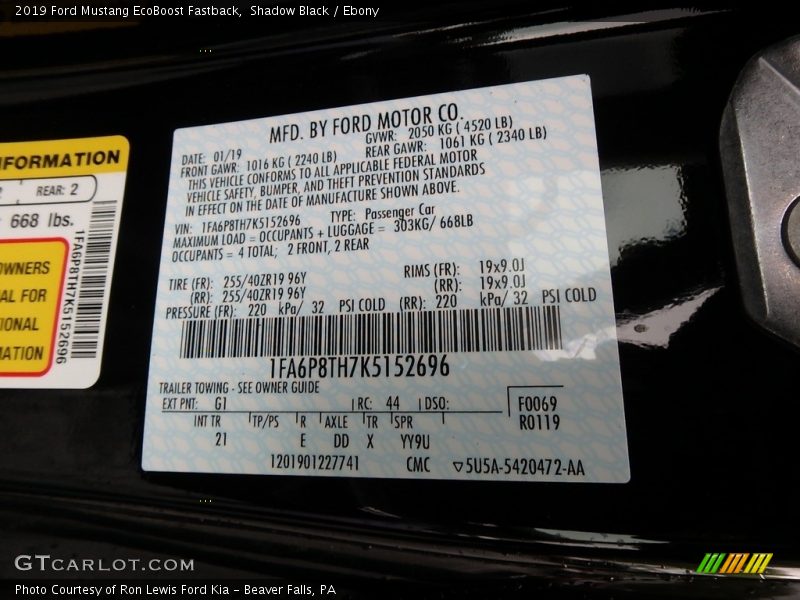 2019 Ford Mustang EcoBoost Fastback,  Shadow Black / Ebony
NFORMATION
REAR: 2
668 lbs.
OWNERS
AL FOR
IONAL
MATION
1FA6P8TH7K5152696
MFD. BY FORD MOTOR CO.
DATE: 01/19 GVWR: 2050 KG ( 4520 LB)
FRONT GAWR: 1016 KG ( 2240 LB) REAR GAWR: 1061 KG ( 2340 LB)
THIS VEHICLE CONFORMS TO ALL APPLICABLE FEDERAL MOTOR
VEHICLE SAFETY, BUMPER, AND THEFT PREVENTION STANDARDS
IN EFFECT ON THE DATE OF MANUFACTURE SHOWN ABOVE.
VIN: 1FA6P8TH7K5152696 TYPE: Passenger Car
MAXIMUM LOAD = OCCUPANTS + LUGGAGE = 303KG/ 668LB
OCCUPANTS = 4 TOTAL; 2 FRONT, 2 REAR
TIRE (FR): 255/40ZR19 96Y RIMS (FR): 19x9.0J
(RR): 255/40ZR19 96Y (RR): 19x9.0J
PRESSURE (FR): 220 kPa/ 32 PSI COLD (RR): 220 kPa/ 32 PSI COLD
1FA6P8TH7K5152696
TRAILER TOWING - SEE OWNER GUIDE
EXT PNT: G1 RC: 44 DSO: F0069
INT TR TP/PS R AXLE TR SPR R0119
21 E DD X YY9U
1201901227741 CMC ▽5U5A-5420472-AA
GTCARLOT.COM
Photo Courtesy of Ron Lewis Ford Kia – Beaver Falls, PA